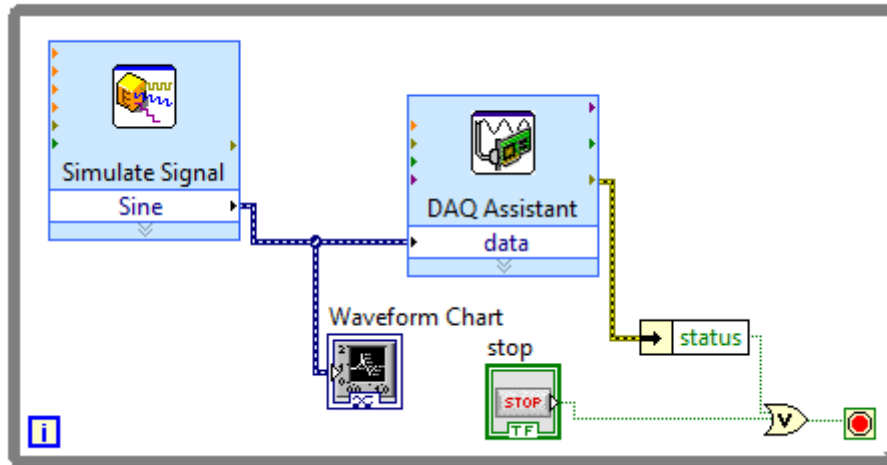 Simulate Signal
Sine
DAQ Assistant
data
Waveform Chart
stop
status
STOP
TF
V
i